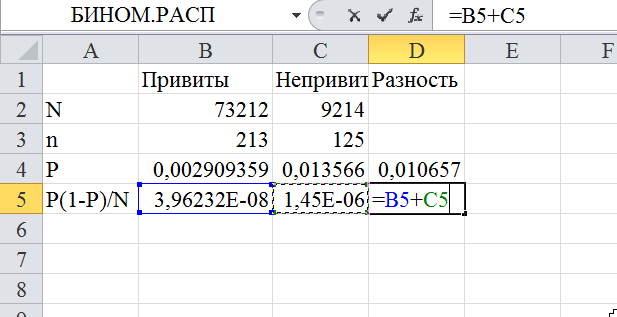 БИНОМ.РАСП =B5+C5
A B C D E F
1 Привиты Непривит Разность
2 N 73212 9214
3 n 213 125
4 P 0,002909359 0,013566 0,010657
5 P(1-P)/N 3,96232E-08 1,45E-06 =B5+C5
6
7
8